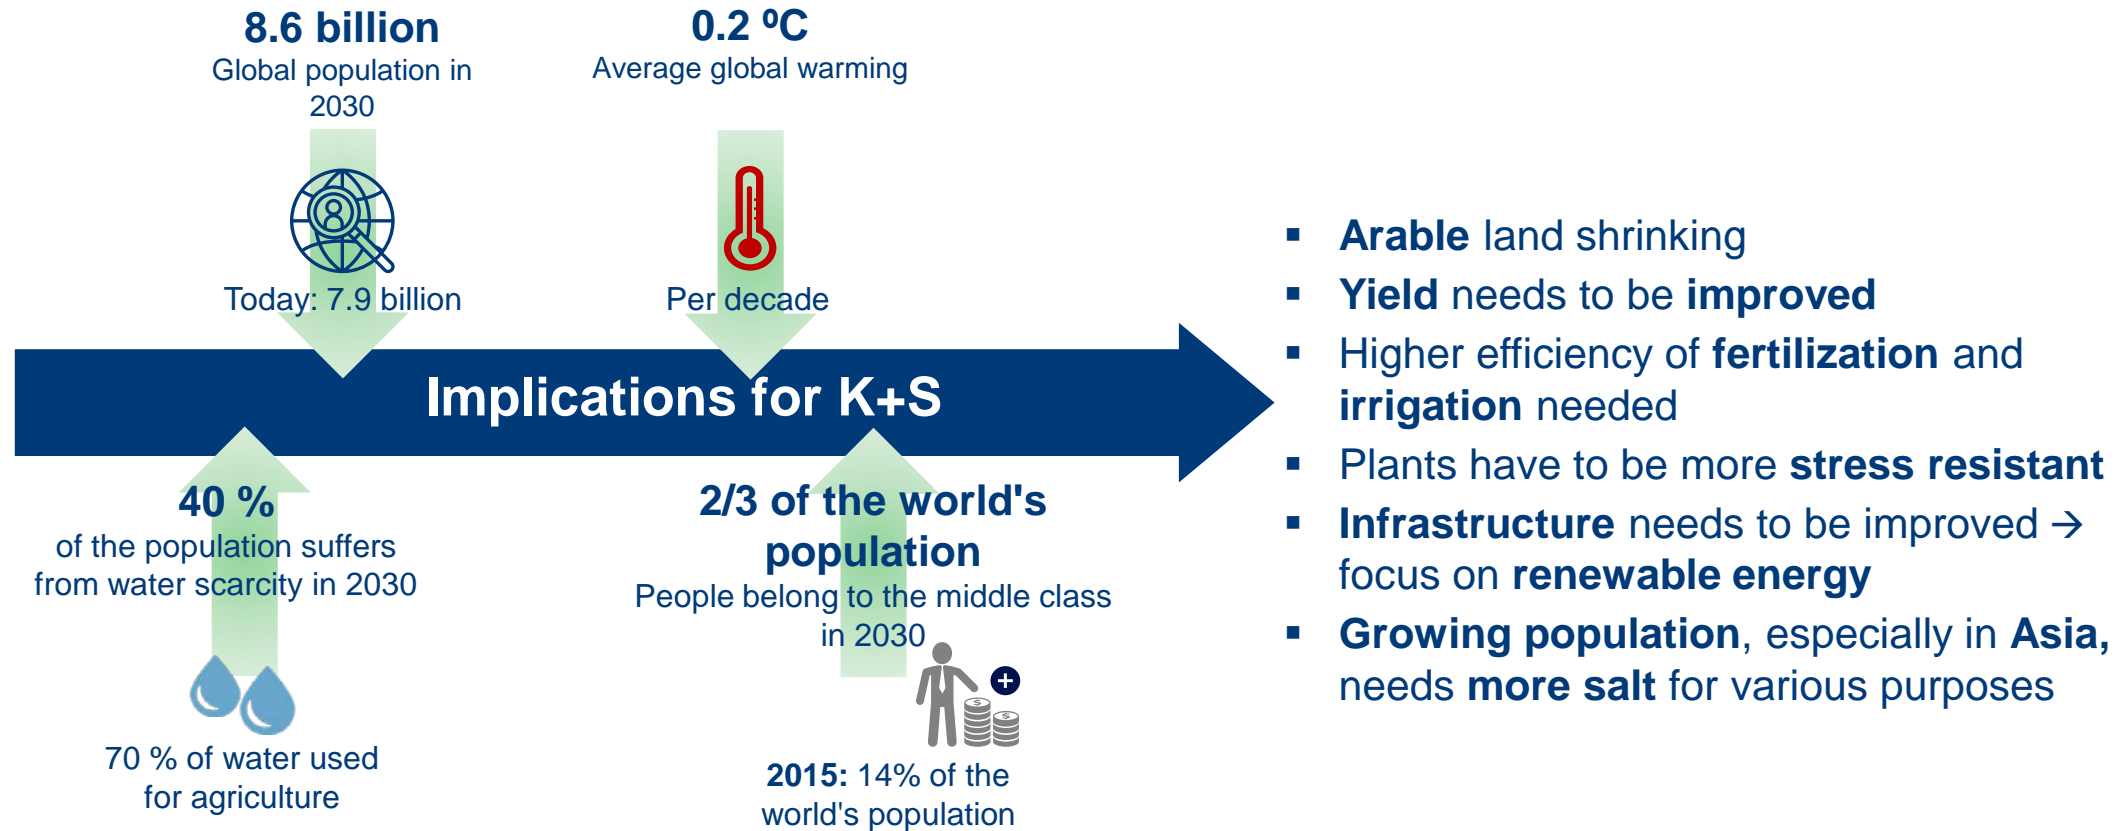 8.6 billion
Global population in
2030
Today: 7.9 billion
0.2 ºC
Average global warming
Per decade
Implications for K+S
40 %
of the population suffers
from water scarcity in 2030
70 % of water used
for agriculture
2/3 of the world's
population
People belong to the middle class
in 2030
2015: 14% of the
world's population
▪ Arable land shrinking
▪ Yield needs to be improved
▪ Higher efficiency of fertilization and
irrigation needed
▪ Plants have to be more stress resistant
▪ Infrastructure needs to be improved →
focus on renewable energy
▪ Growing population, especially in Asia,
needs more salt for various purposes